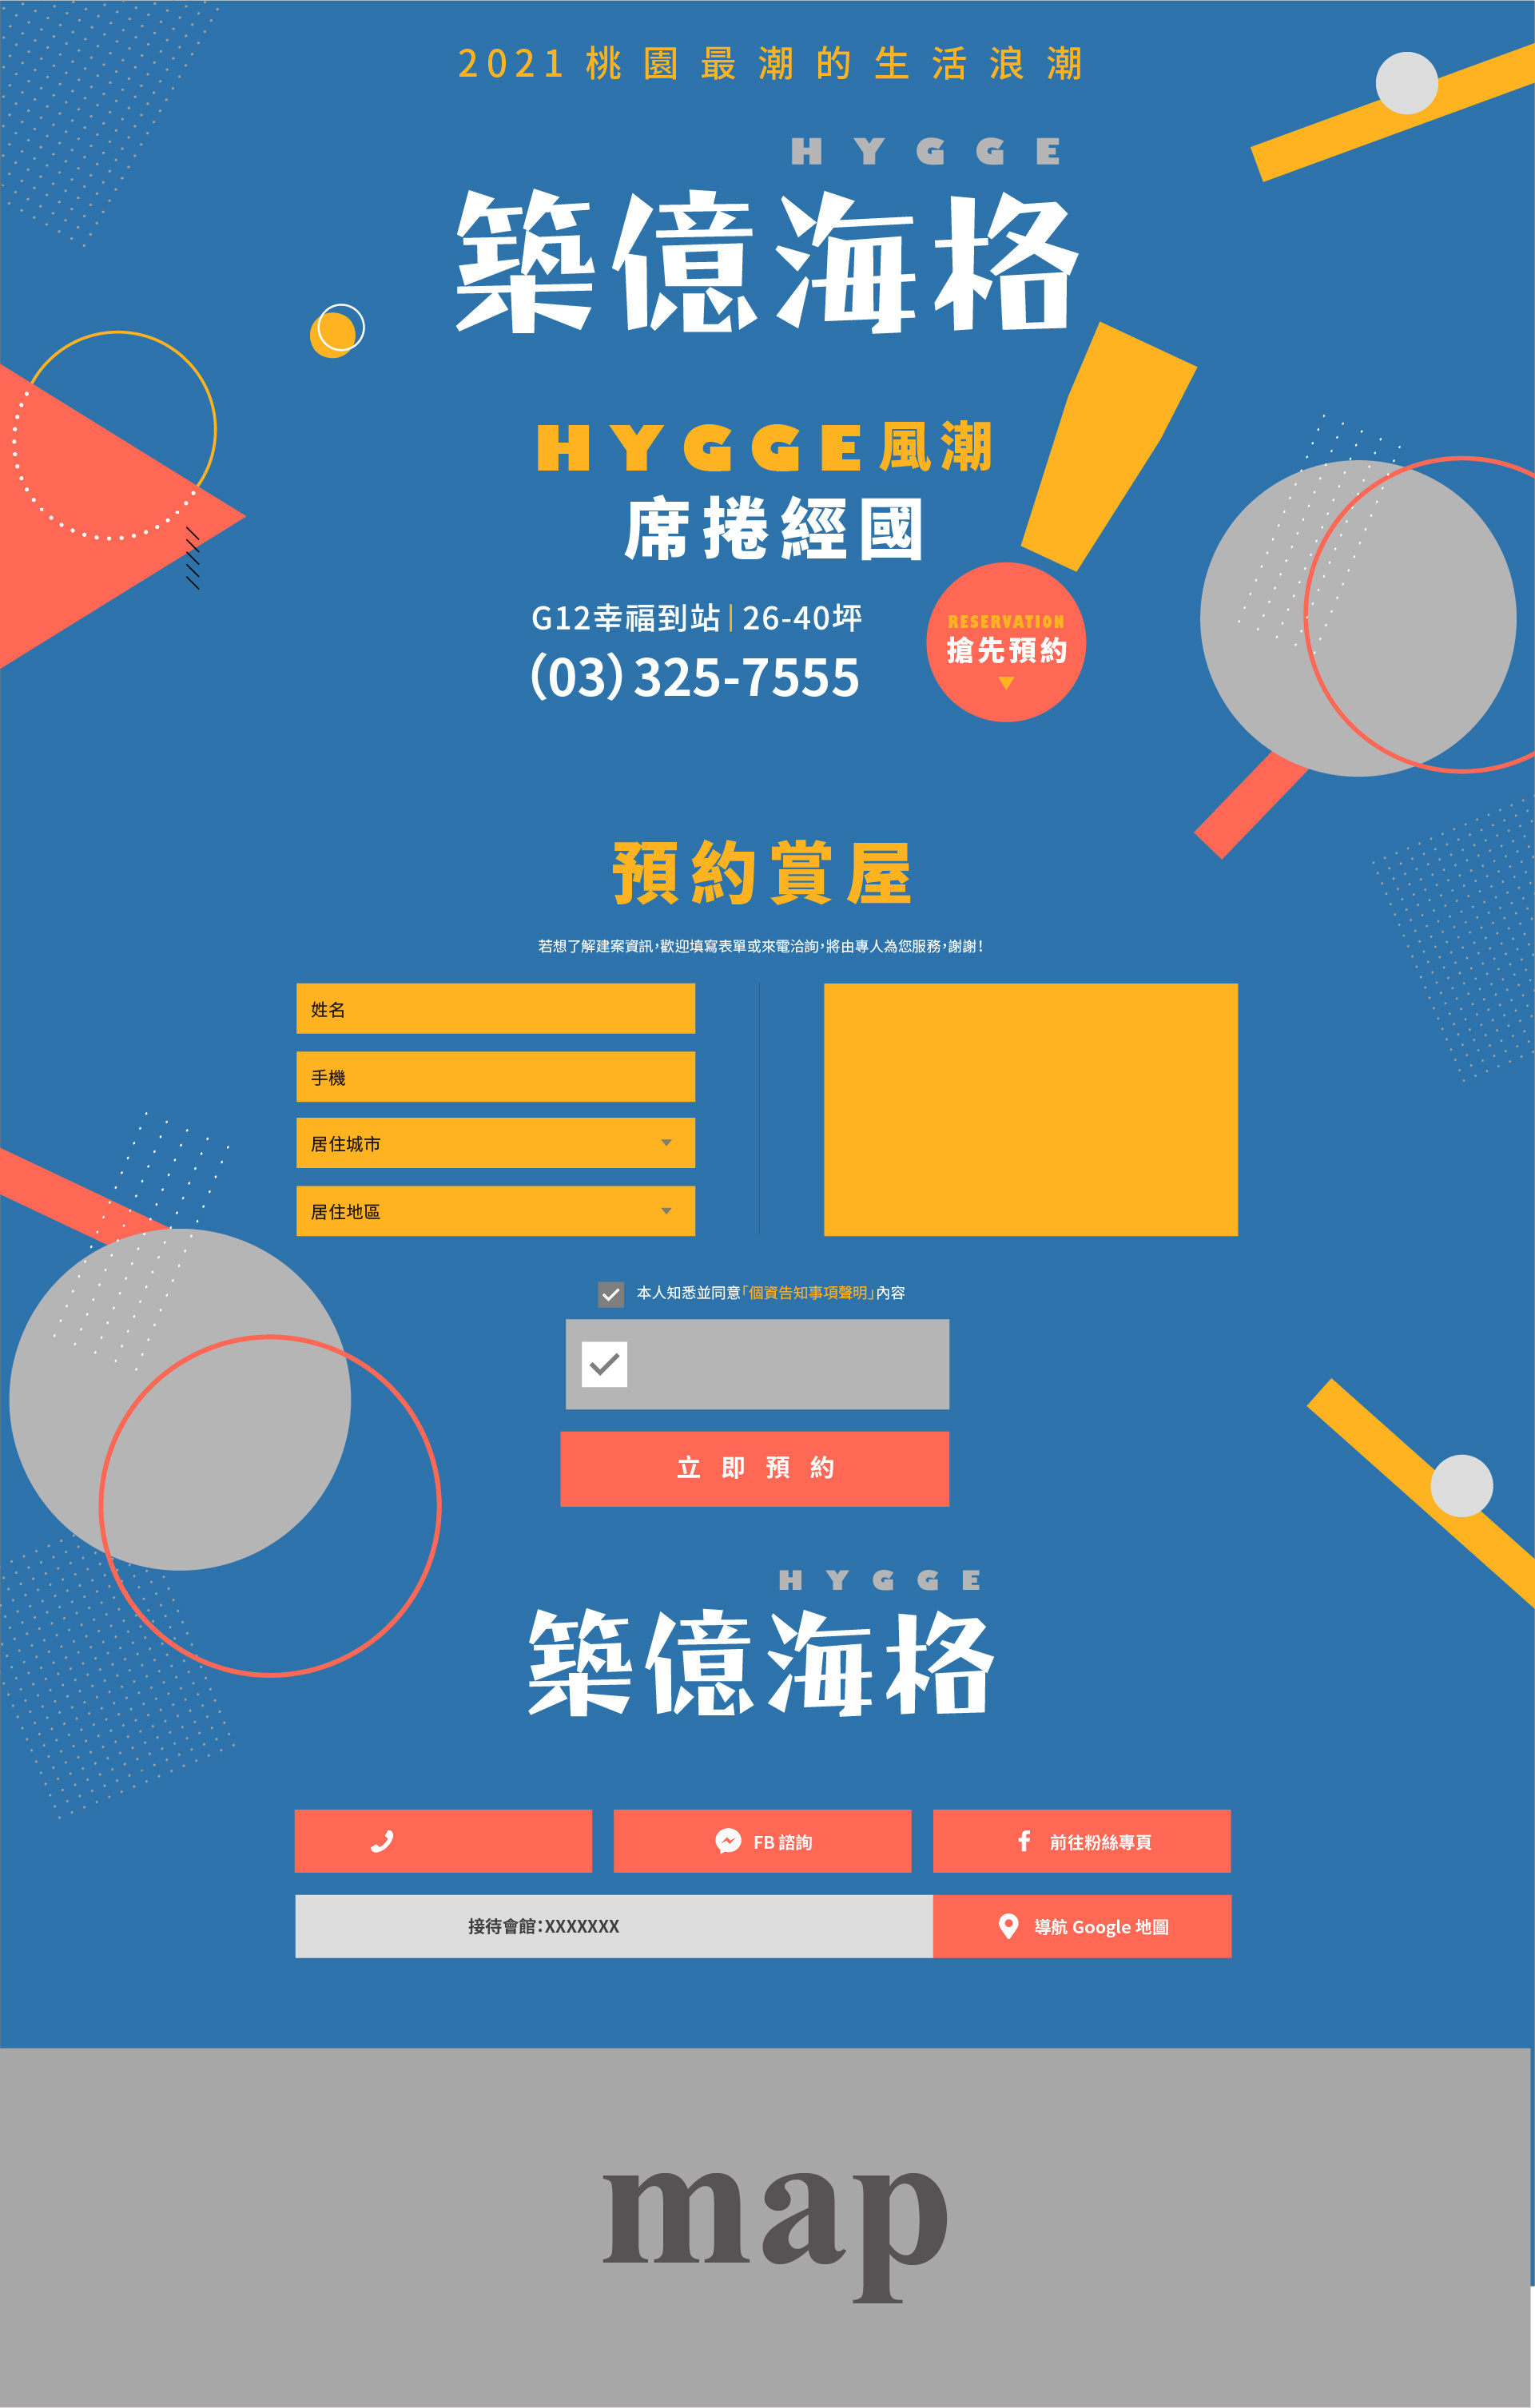 2021桃園最潮的生活浪潮
HYGGE
築億海格
HYGGE風潮
席捲經國
G12幸福到站|26-40坪
(03)325-7555
RESERVATION
搶先預約
預約賞屋
若想了解建案資訊,歡迎填寫表單或來電洽詢,將由專人為您服務,謝謝!
姓名
手機
居住城市
居住地區
本人知悉並同意「個資告知事項聲明」內容
立即預約
HYGGE
築億海格
FB 諮詢
前往粉絲專頁
接待會館:XXXXXXX
導航 Google 地圖
map